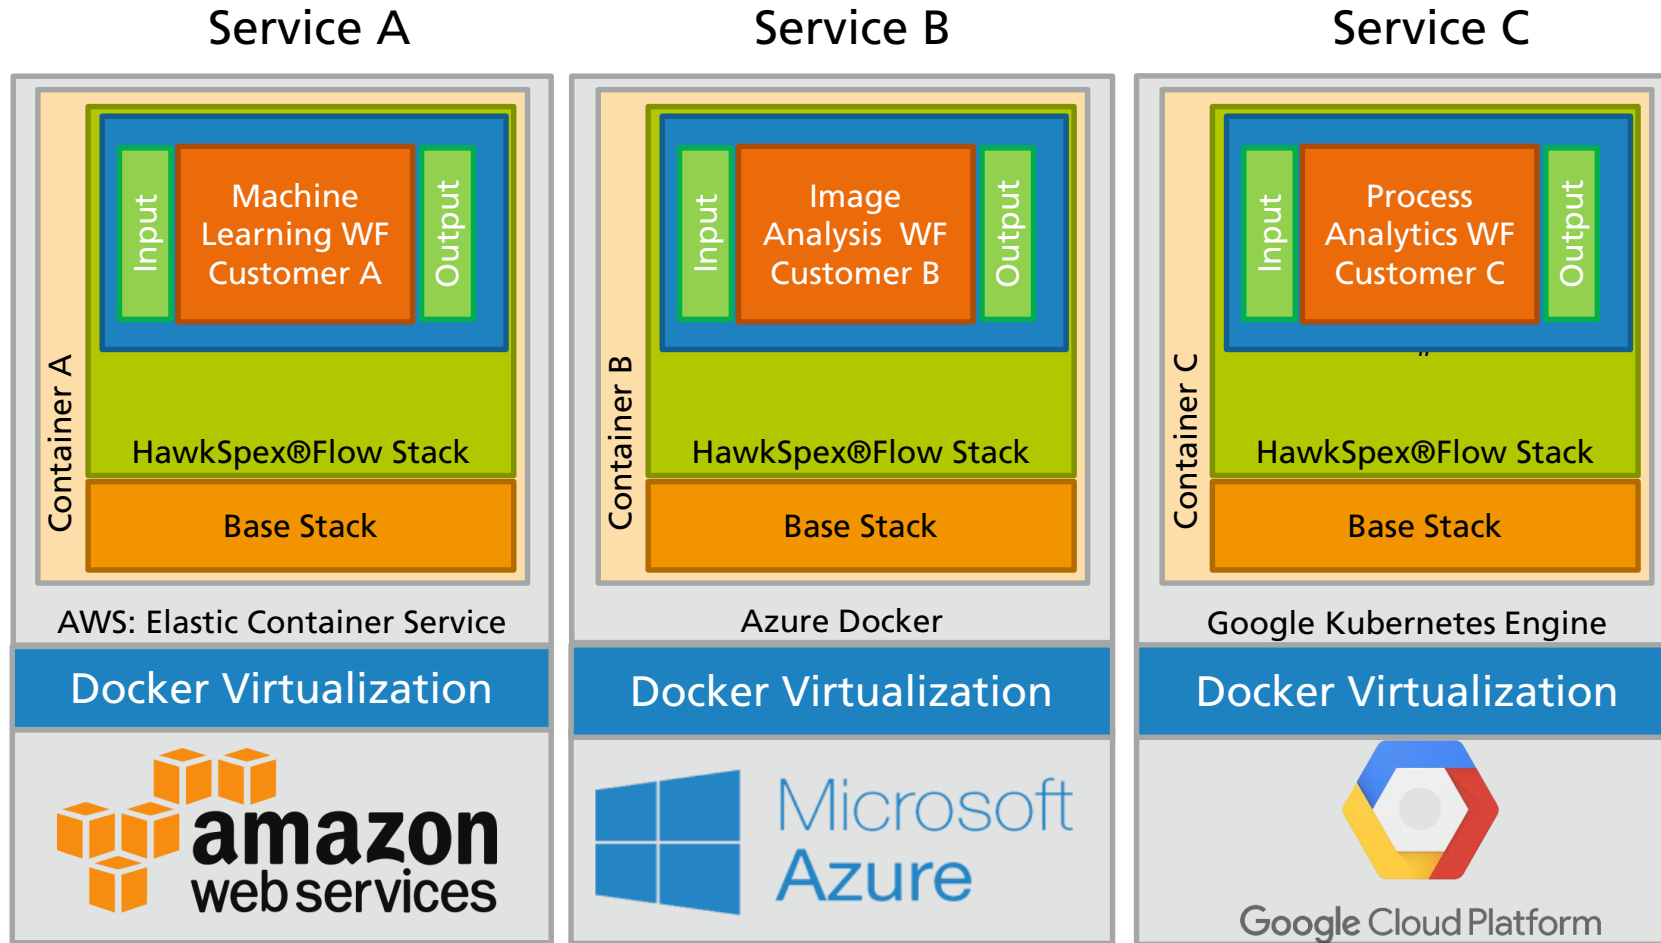 Service A
Input
Machine
Learning WF
Customer A
Output
Container A
HawkSpex®Flow Stack
Base Stack
AWS: Elastic Container Service
Docker Virtualization
amazon
web services
Service B
Input
Image
Analysis WF
Customer B
Output
Container B
HawkSpex®Flow Stack
Base Stack
Azure Docker
Docker Virtualization
Microsoft
Azure
Service C
Input
Process
Analytics WF
Customer C
Output
Container C
HawkSpex®Flow Stack
Base Stack
Google Kubernetes Engine
Docker Virtualization
Google Cloud Platform